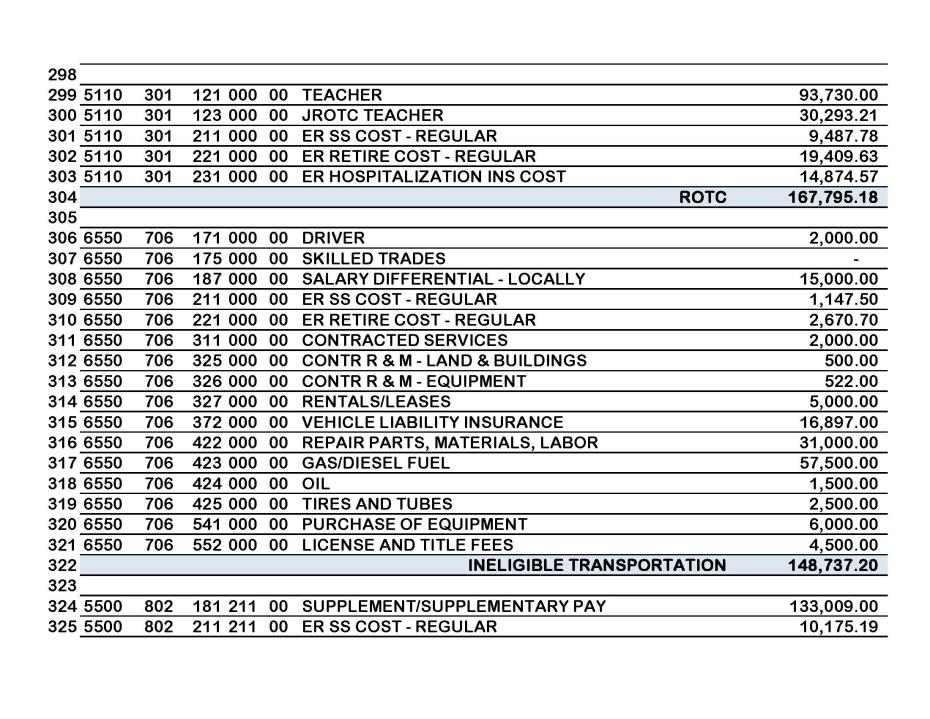 298
299 5110 301 121 000 00 TEACHER 93,730.00
300 5110 301 123 000 00 JROTC TEACHER 30,293.21
301 5110 301 211 000 00 ER SS COST - REGULAR 9,487.78
302 5110 301 221 000 00 ER RETIRE COST - REGULAR 19,409.63
303 5110 301 231 000 00 ER HOSPITALIZATION INS COST 14,874.57
304 ROTC 167,795.18
305
306 6550 706 171 000 00 DRIVER 2,000.00
307 6550 706 175 000 00 SKILLED TRADES -
308 6550 706 187 000 00 SALARY DIFFERENTIAL - LOCALLY 15,000.00
309 6550 706 211 000 00 ER SS COST - REGULAR 1,147.50
310 6550 706 221 000 00 ER RETIRE COST - REGULAR 2,670.70
311 6550 706 311 000 00 CONTRACTED SERVICES 2,000.00
312 6550 706 325 000 00 CONTR R & M - LAND & BUILDINGS 500.00
313 6550 706 326 000 00 CONTR R & M - EQUIPMENT 522.00
314 6550 706 327 000 00 RENTALS/LEASES 5,000.00
315 6550 706 372 000 00 VEHICLE LIABILITY INSURANCE 16,897.00
316 6550 706 422 000 00 REPAIR PARTS, MATERIALS, LABOR 31,000.00
317 6550 706 423 000 00 GAS/DIESEL FUEL 57,500.00
318 6550 706 424 000 00 OIL 1,500.00
319 6550 706 425 000 00 TIRES AND TUBES 2,500.00
320 6550 706 541 000 00 PURCHASE OF EQUIPMENT 6,000.00
321 6550 706 552 000 00 LICENSE AND TITLE FEES 4,500.00
322 INELIGIBLE TRANSPORTATION 148,737.20
323
324 5500 802 181 211 00 SUPPLEMENT/SUPPLEMENTARY PAY 133,009.00
325 5500 802 211 211 00 ER SS COST - REGULAR 10,175.19